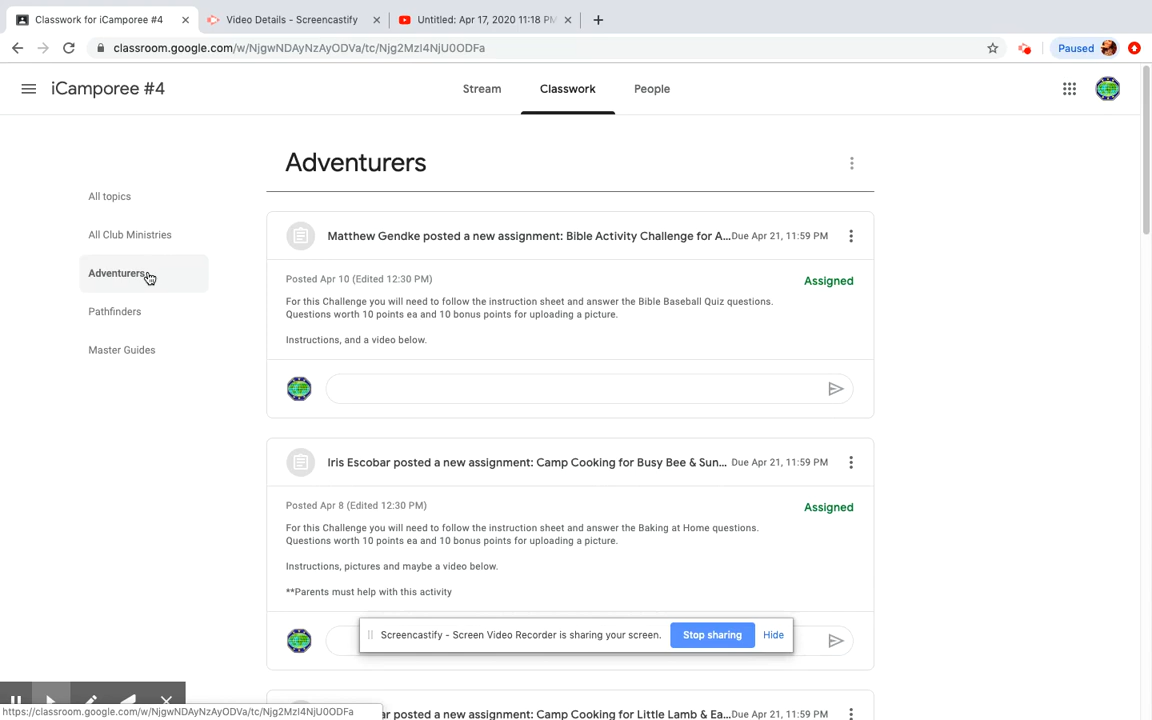 Classwork for iCamporee #4
Video Details - Screencastify
Untitled: Apr 17, 2020 11:18 PM
classroom.google.com/w/NjgwNDAyNzAyODVa/tc/Njg2MzI4NjU0ODFa
Paused
iCamporee #4
Stream
Classwork
People
All topics
All Club Ministries
Adventurers
Pathfinders
Master Guides
Adventurers
Matthew Gendke posted a new assignment: Bible Activity Challenge for A... Due Apr 21, 11:59 PM
Posted Apr 10 (Edited 12:30 PM)
Assigned
For this Challenge you will need to follow the instruction sheet and answer the Bible Baseball Quiz questions.
Questions worth 10 points ea and 10 bonus points for uploading a picture.
Instructions, and a video below.
Iris Escobar posted a new assignment: Camp Cooking for Busy Bee & Sun... Due Apr 21, 11:59 PM
Posted Apr 8 (Edited 12:30 PM)
Assigned
For this Challenge you will need to follow the instruction sheet and answer the Baking at Home questions.
Questions worth 10 points ea and 10 bonus points for uploading a picture.
Instructions, pictures and maybe a video below.
**Parents must help with this activity
Screencastify - Screen Video Recorder is sharing your screen.
Stop sharing
Hide
posted a new assignment: Camp Cooking for Little Lamb & Ea... Due Apr 21, 11:59 PM
https://classroom.google.com/w/NjgwNDAyNzAyODVa/tc/Njg2MzI4NjU0ODFa